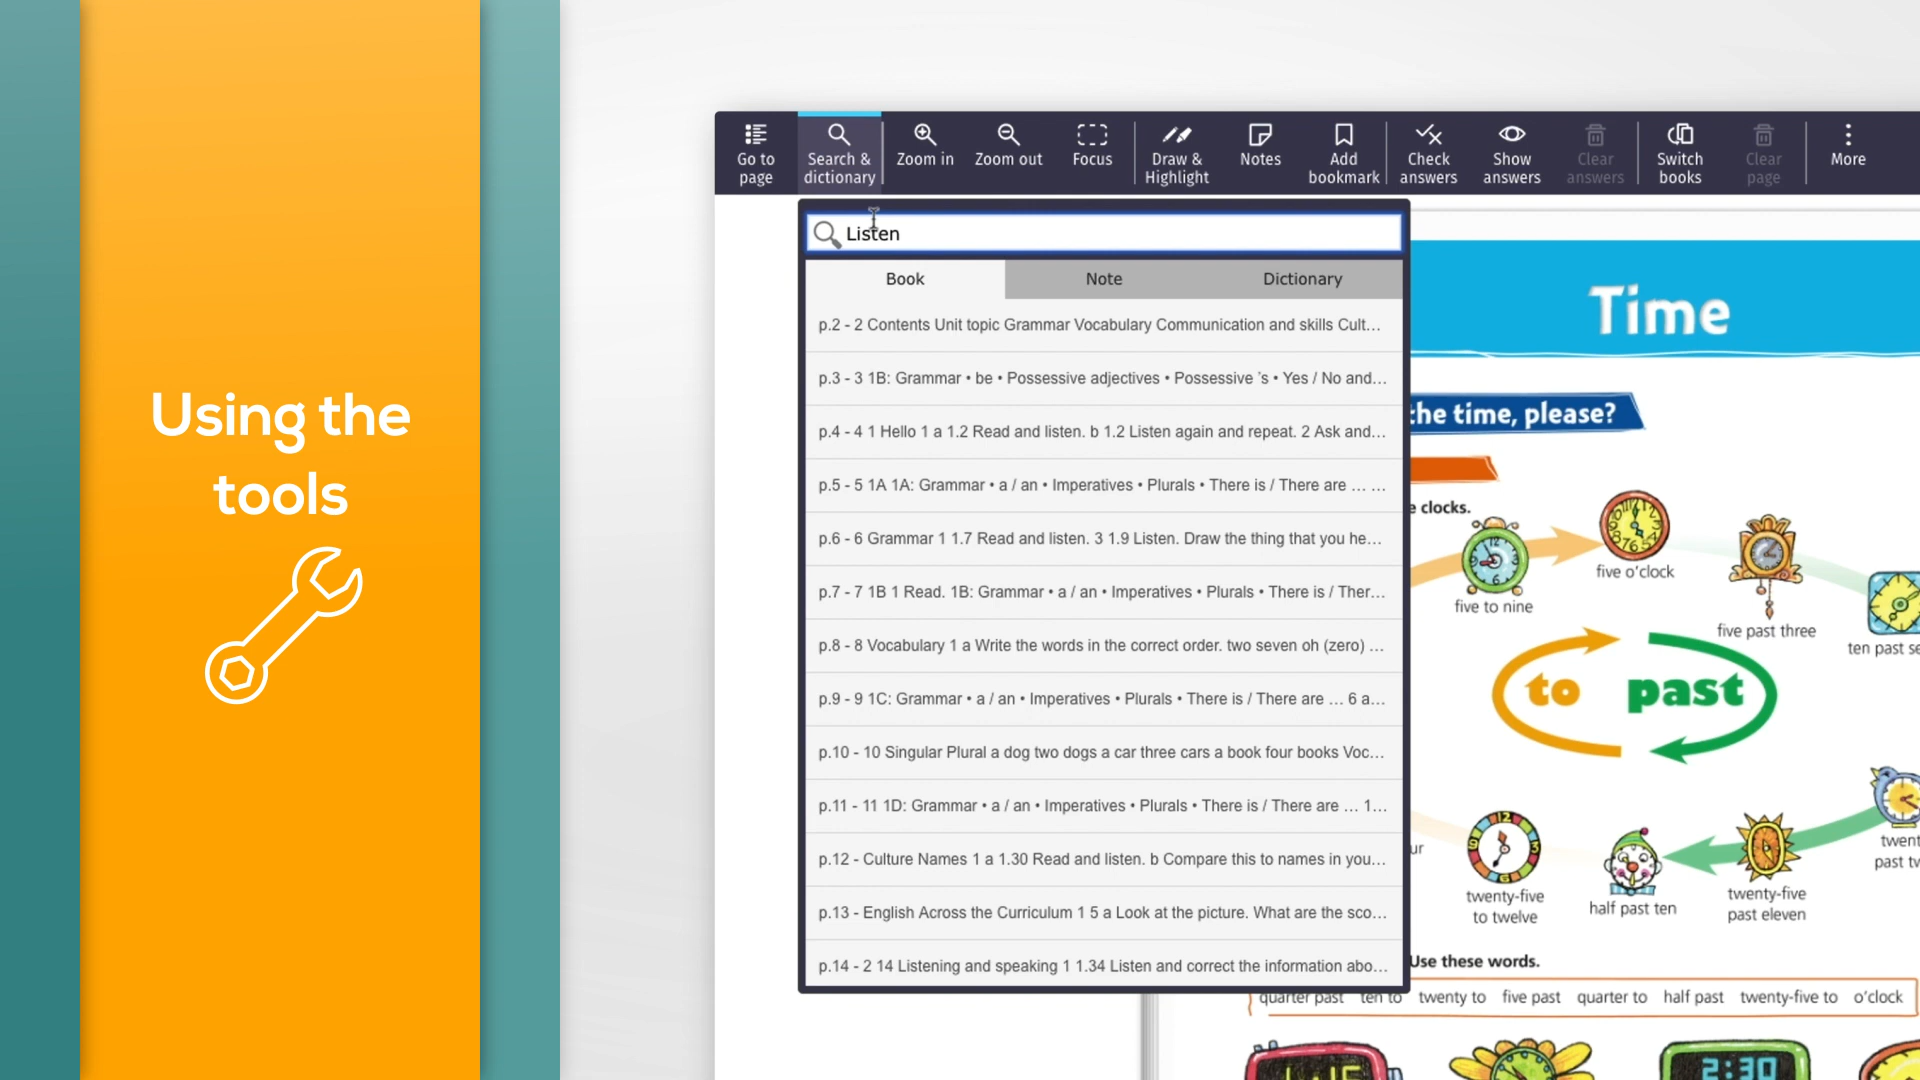 Using the
tools
Go to
page
Search &
dictionary
Zoom in
Zoom out
Focus
Draw &
Highlight
Notes
Add
bookmark
Check
answers
Show
answers
Clear
answers
Switch
books
Clear
page
More
Listen
Book
Note
Dictionary
p.2 - 2 Contents Unit topic Grammar Vocabulary Communication and skills Cult...
p.3 - 3 1B: Grammar • be • Possessive adjectives • Possessive 's • Yes / No and...
p.4 - 4 1 Hello 1 a 1.2 Read and listen. b 1.2 Listen again and repeat. 2 Ask and...
p.5 - 5 1A 1A: Grammar • a / an • Imperatives • Plurals • There is / There are ... ...
p.6 - 6 Grammar 1 1.7 Read and listen. 3 1.9 Listen. Draw the thing that you he...
p.7 - 7 1B 1 Read. 1B: Grammar • a / an • Imperatives • Plurals • There is / Ther...
p.8 - 8 Vocabulary 1 a Write the words in the correct order. two seven oh (zero) ...
p.9 - 9 1C: Grammar • a / an • Imperatives • Plurals • There is / There are ... 6 a...
p.10 - 10 Singular Plural a dog two dogs a car three cars a book four books Voc...
p.11 - 11 1D: Grammar • a / an • Imperatives • Plurals • There is / There are ... 1...
p.12 - Culture Names 1 a 1.30 Read and listen. b Compare this to names in you...
p.13 - English Across the Curriculum 1 5 a Look at the picture. What are the sco...
p.14 - 2 14 Listening and speaking 1 1.34 Listen and correct the information abo...
Time
the time, please?
e clocks.
five to nine
five o'clock
five past three
ten past se
to past
ur
twenty-five
to twelve
half past ten
twenty-five
past eleven
twent
past tw
Use these words.
quarter past ten to twenty to five past quarter to half past twenty-five to o'clock
2:30